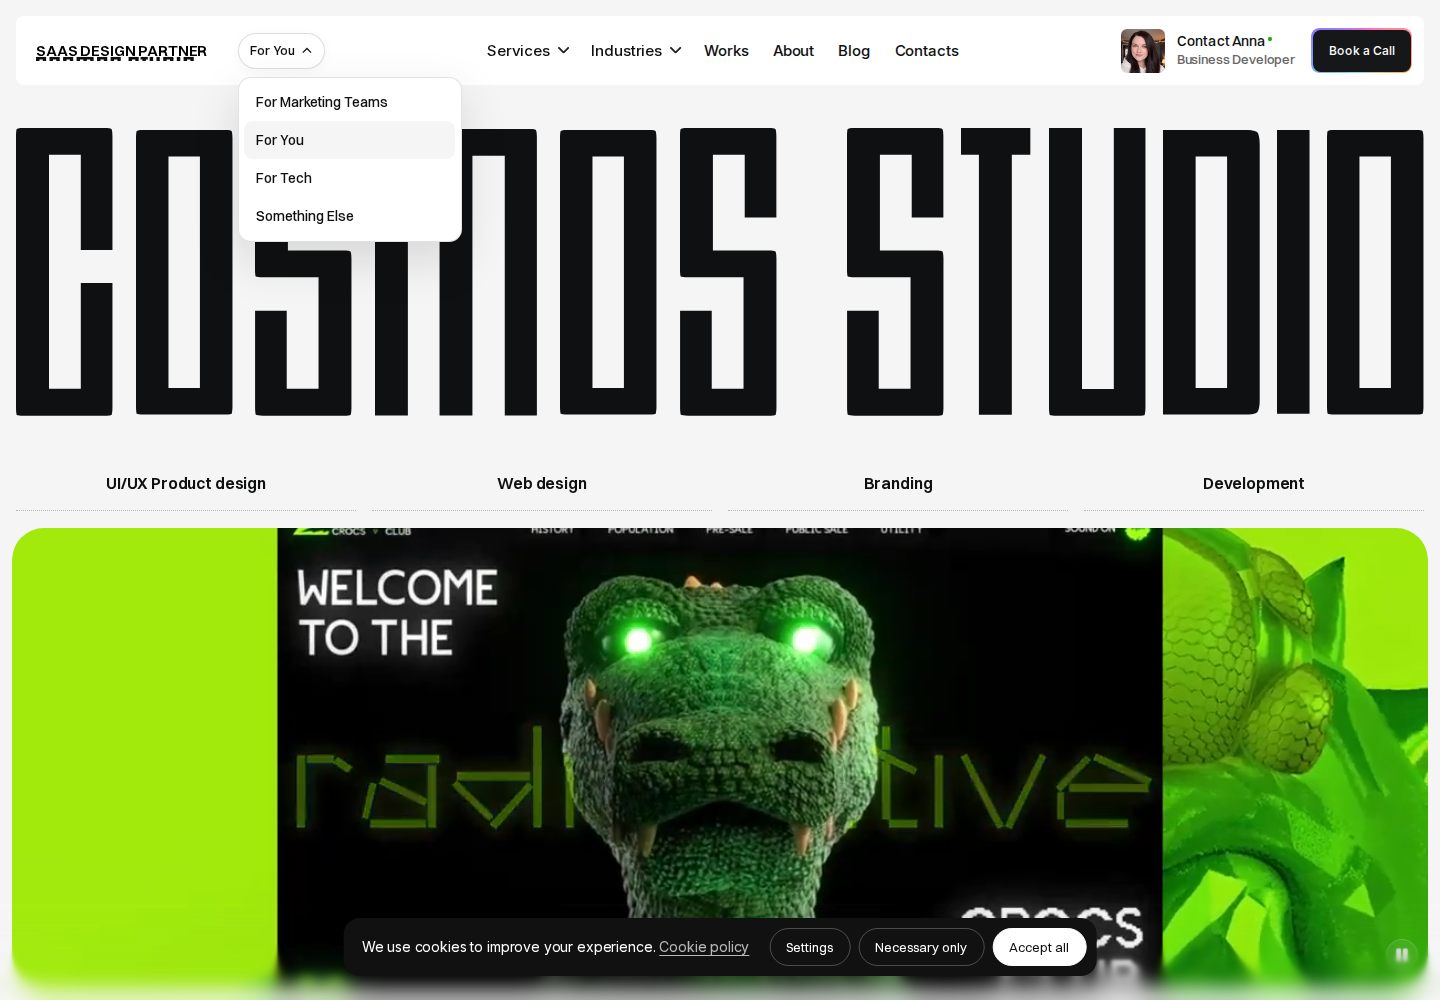 SAAS DESIGN PARTNER
For You
Services
Industries
Works
About
Blog
Contacts
Contact Anna
Business Developer
Book a Call
For Marketing Teams
For You
For Tech
Something Else
COSMOS STUDIO
UI/UX Product design
Web design
Branding
Development
CROCS CLUB
HISTORY
POPULATION
PRE-SALE
PUBLIC SALE
UTILITY
SOUND ON
WELCOME
TO THE
CROCS
We use cookies to improve your experience. Cookie policy
Settings
Necessary only
Accept all